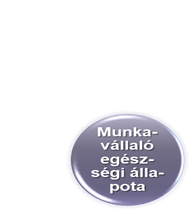 Munka-
vállaló
egész-
ségi álla-
pota